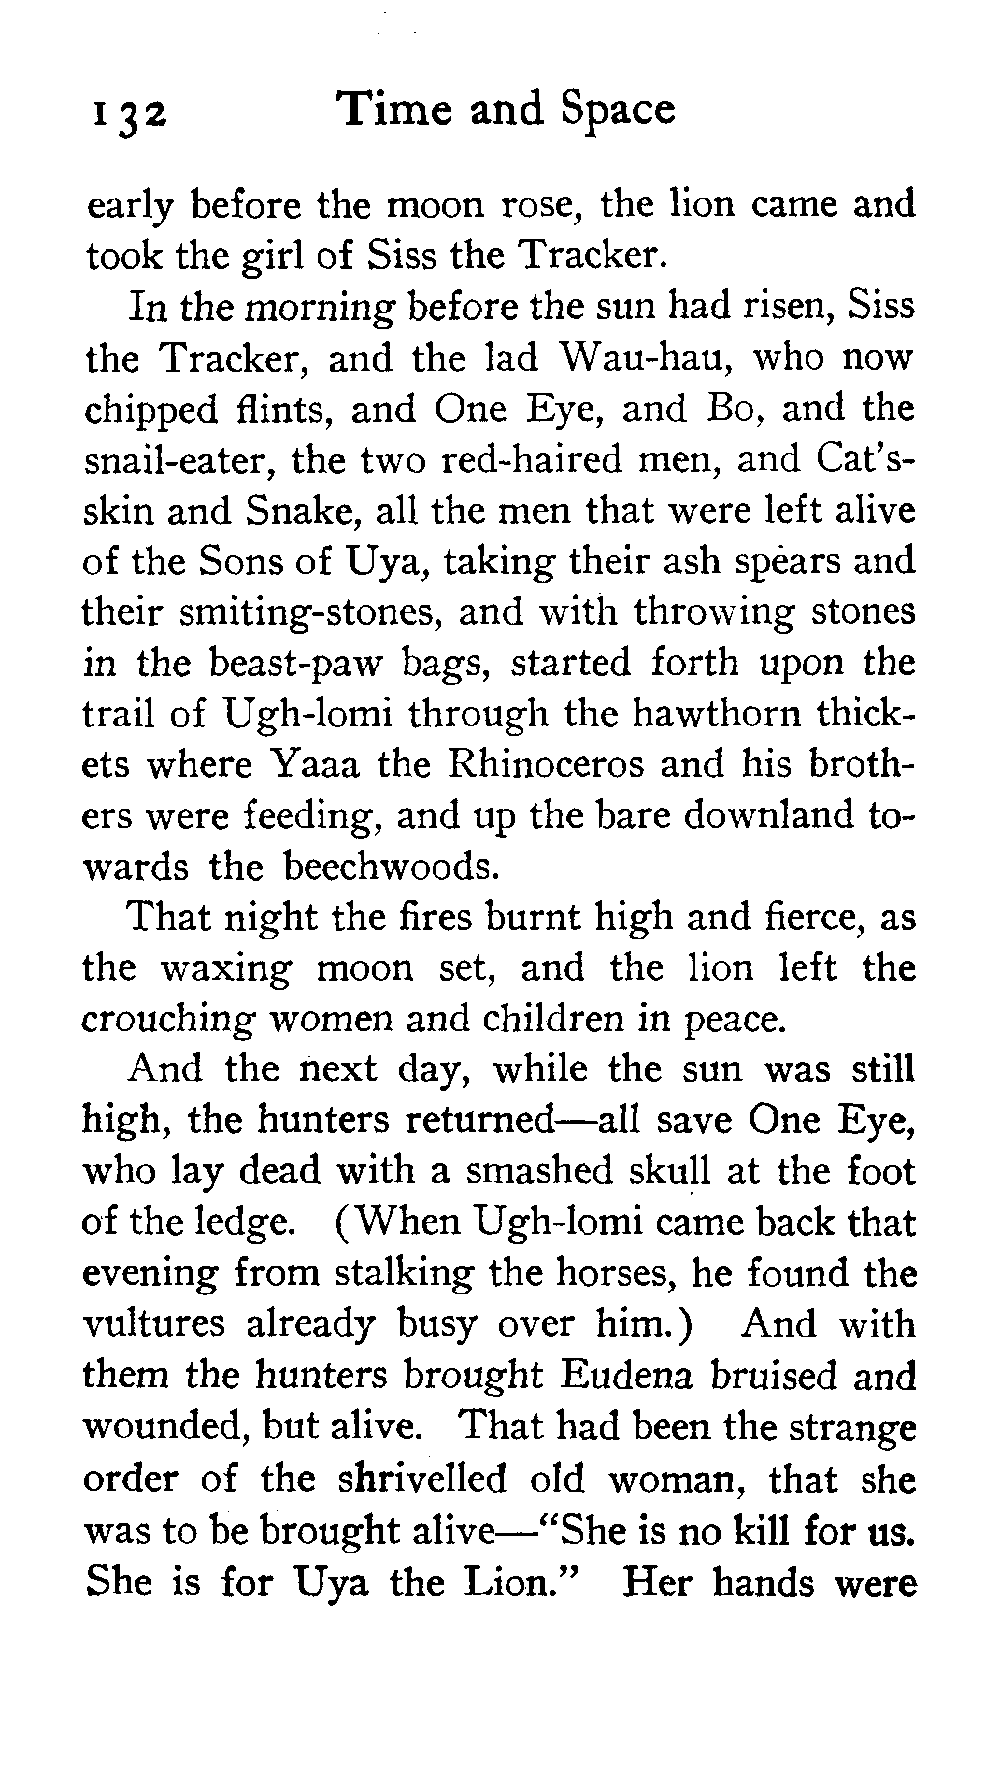 132 Time and Space
early before the moon rose, the lion came and
took the girl of Siss the Tracker.
In the morning before the sun had risen, Siss
the Tracker, and the lad Wau-hau, who now
chipped flints, and One Eye, and Bo, and the
snail-eater, the two red-haired men, and Cat's-
skin and Snake, all the men that were left alive
of the Sons of Uya, taking their ash spears and
their smiting-stones, and with throwing stones
in the beast-paw bags, started forth upon the
trail of Ugh-lomi through the hawthorn thick-
ets where Yaaa the Rhinoceros and his broth-
ers were feeding, and up the bare downland to-
wards the beechwoods.
That night the fires burnt high and fierce, as
the waxing moon set, and the lion left the
crouching women and children in peace.
And the next day, while the sun was still
high, the hunters returned—all save One Eye,
who lay dead with a smashed skull at the foot
of the ledge. (When Ugh-lomi came back that
evening from stalking the horses, he found the
vultures already busy over him.) And with
them the hunters brought Eudena bruised and
wounded, but alive. That had been the strange
order of the shrivelled old woman, that she
was to be brought alive—"She is no kill for us.
She is for Uya the Lion." Her hands were